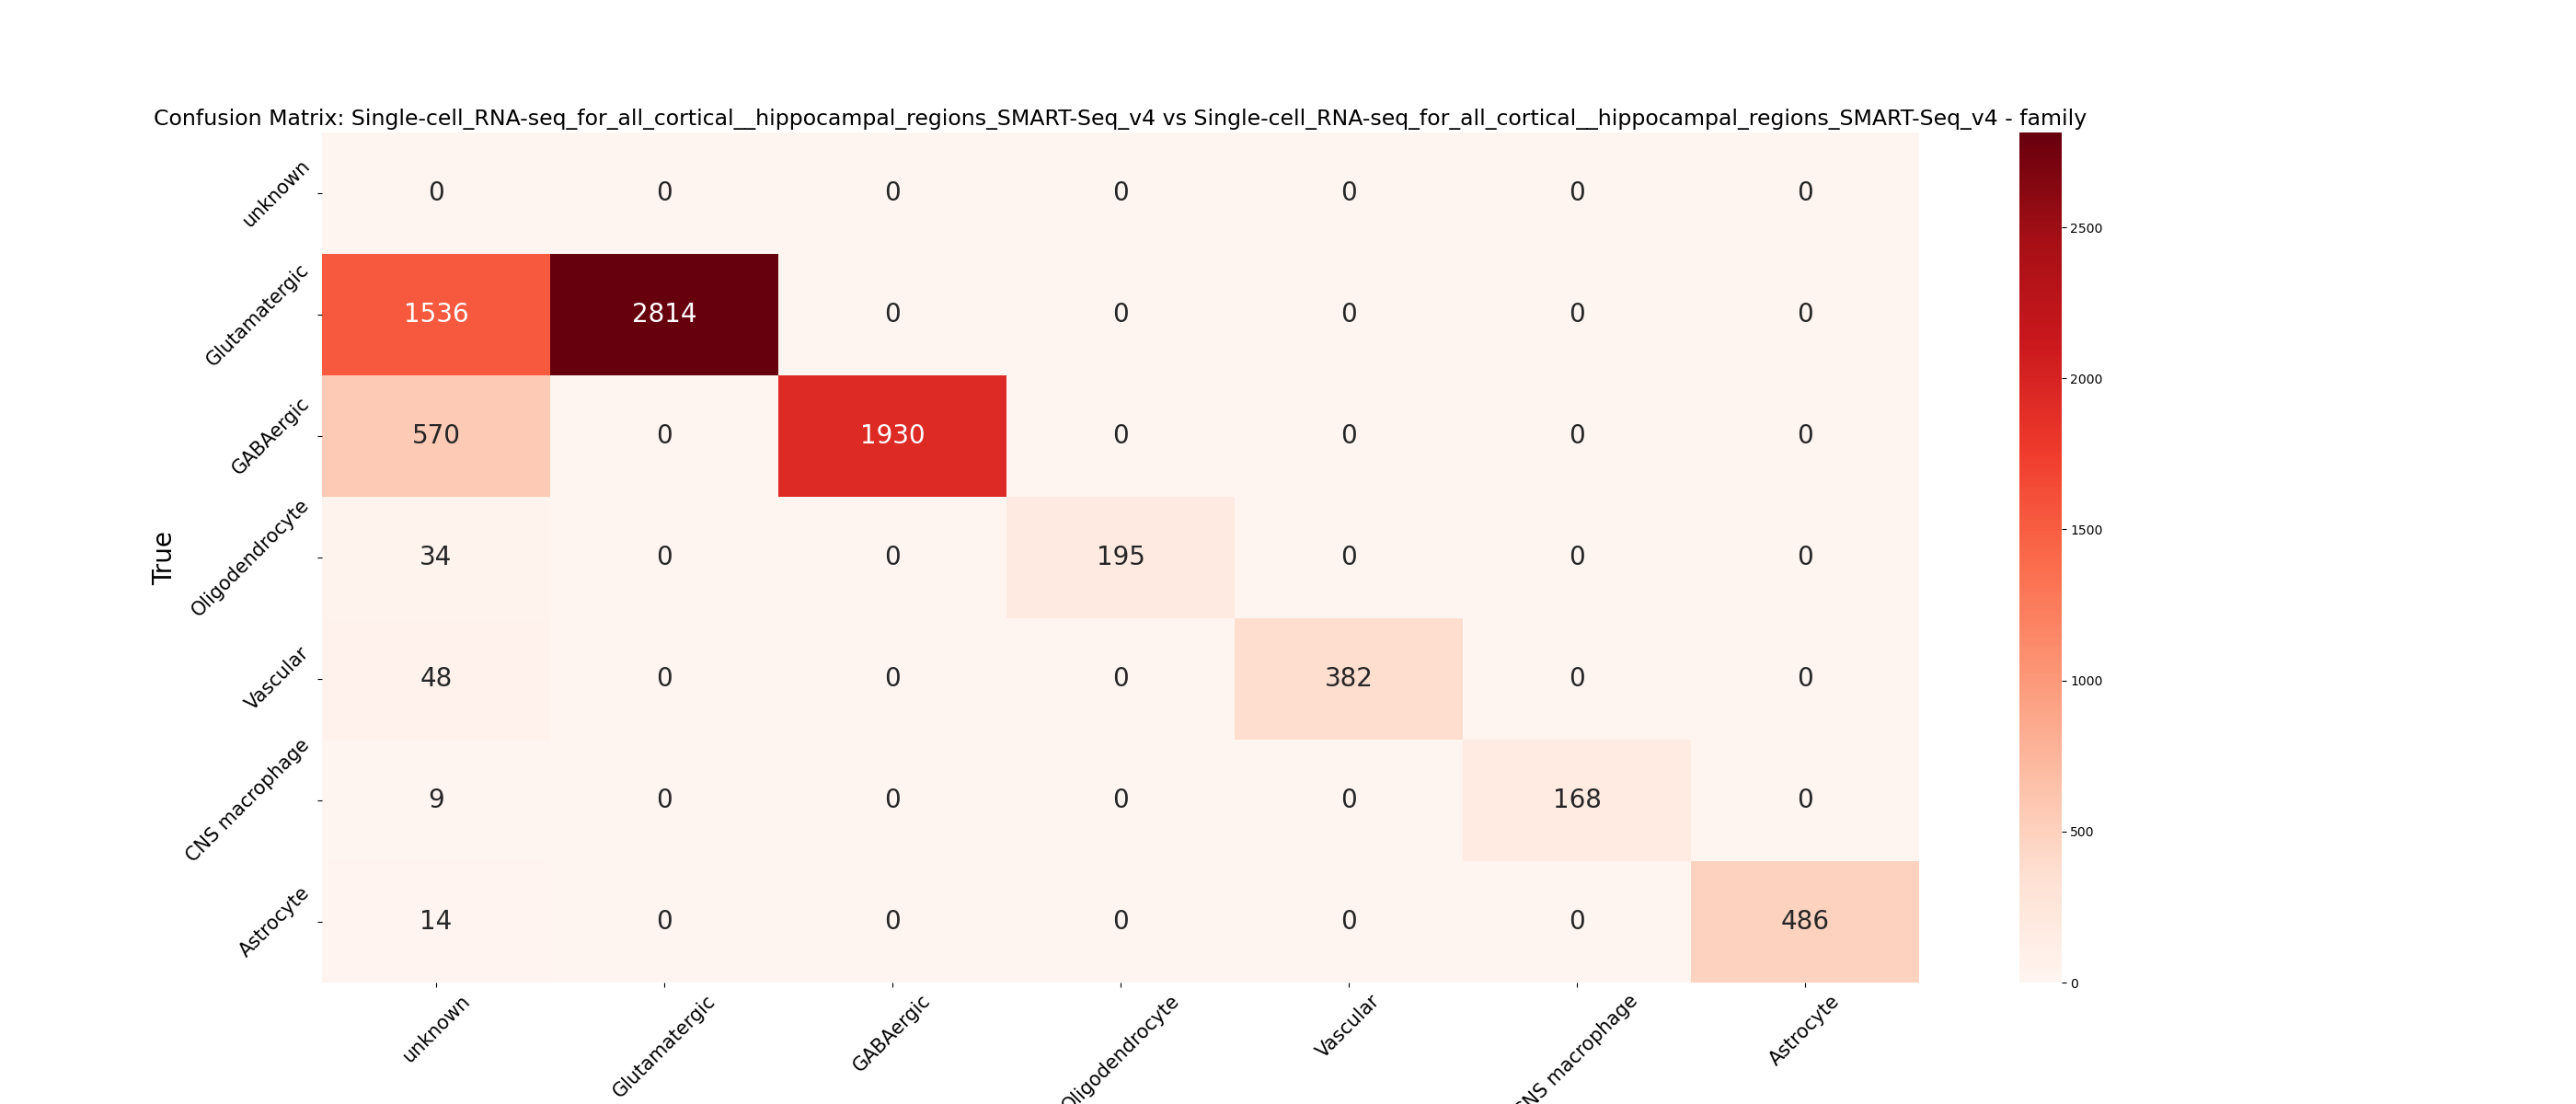 Confusion Matrix: Single-cell_RNA-seq_for_all_cortical__hippocampal_regions_SMART-Seq_v4 vs Single-cell_RNA-seq_for_all_cortical__hippocampal_regions_SMART-Seq_v4 - family
True
unknown 0 0 0 0 0 0 0
Glutamatergic 1536 2814 0 0 0 0 0
GABAergic 570 0 1930 0 0 0 0
Oligodendrocyte 34 0 0 195 0 0 0
Vascular 48 0 0 0 382 0 0
CNS macrophage 9 0 0 0 0 168 0
Astrocyte 14 0 0 0 0 0 486
unknown Glutamatergic GABAergic Oligodendrocyte Vascular CNS macrophage Astrocyte
2500
2000
1500
1000
500
0